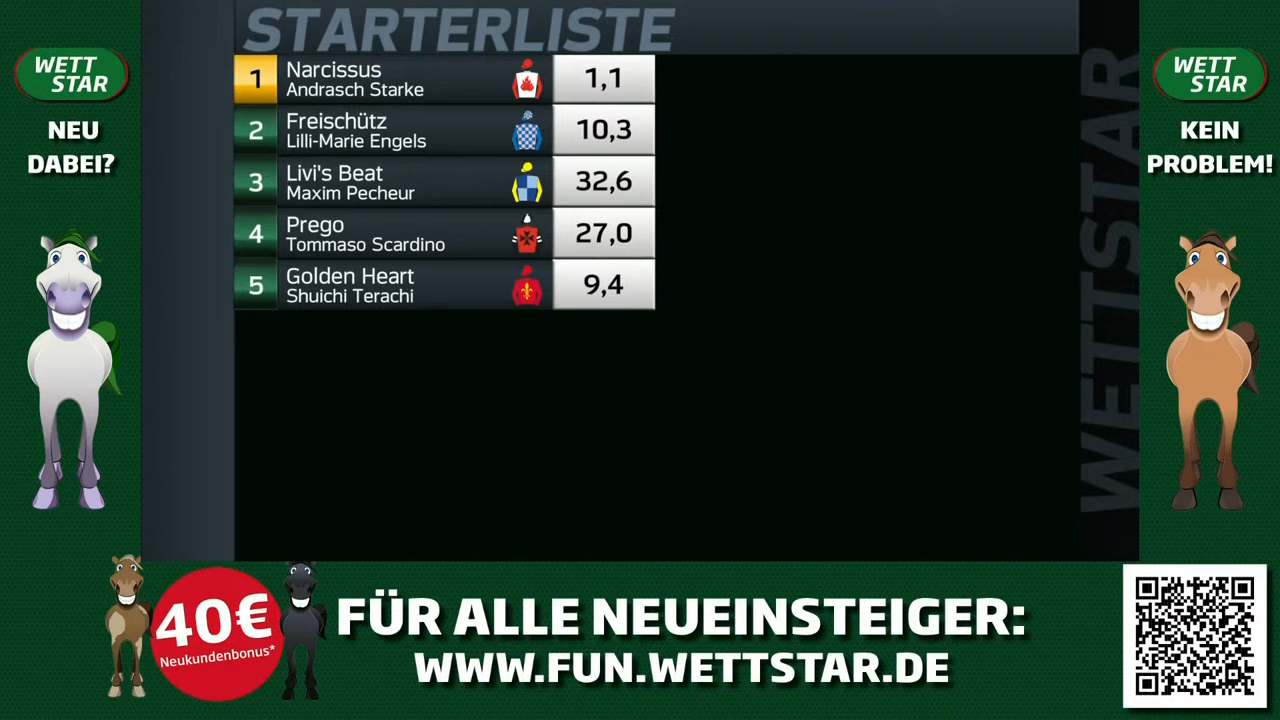 STARTERLISTE
WETT
STAR
NEU
DABEI?
1 Narcissus 1,1
Andrasch Starke
2 Freischütz 10,3
Lilli-Marie Engels
3 Livi's Beat 32,6
Maxim Pecheur
4 Prego 27,0
Tommaso Scardino
5 Golden Heart 9,4
Shuichi Terachi
WETTSTAR
WETT
STAR
KEIN
PROBLEM!
40€
Neukundenbonus*
FÜR ALLE NEUEINSTEIGER:
WWW.FUN.WETTSTAR.DE